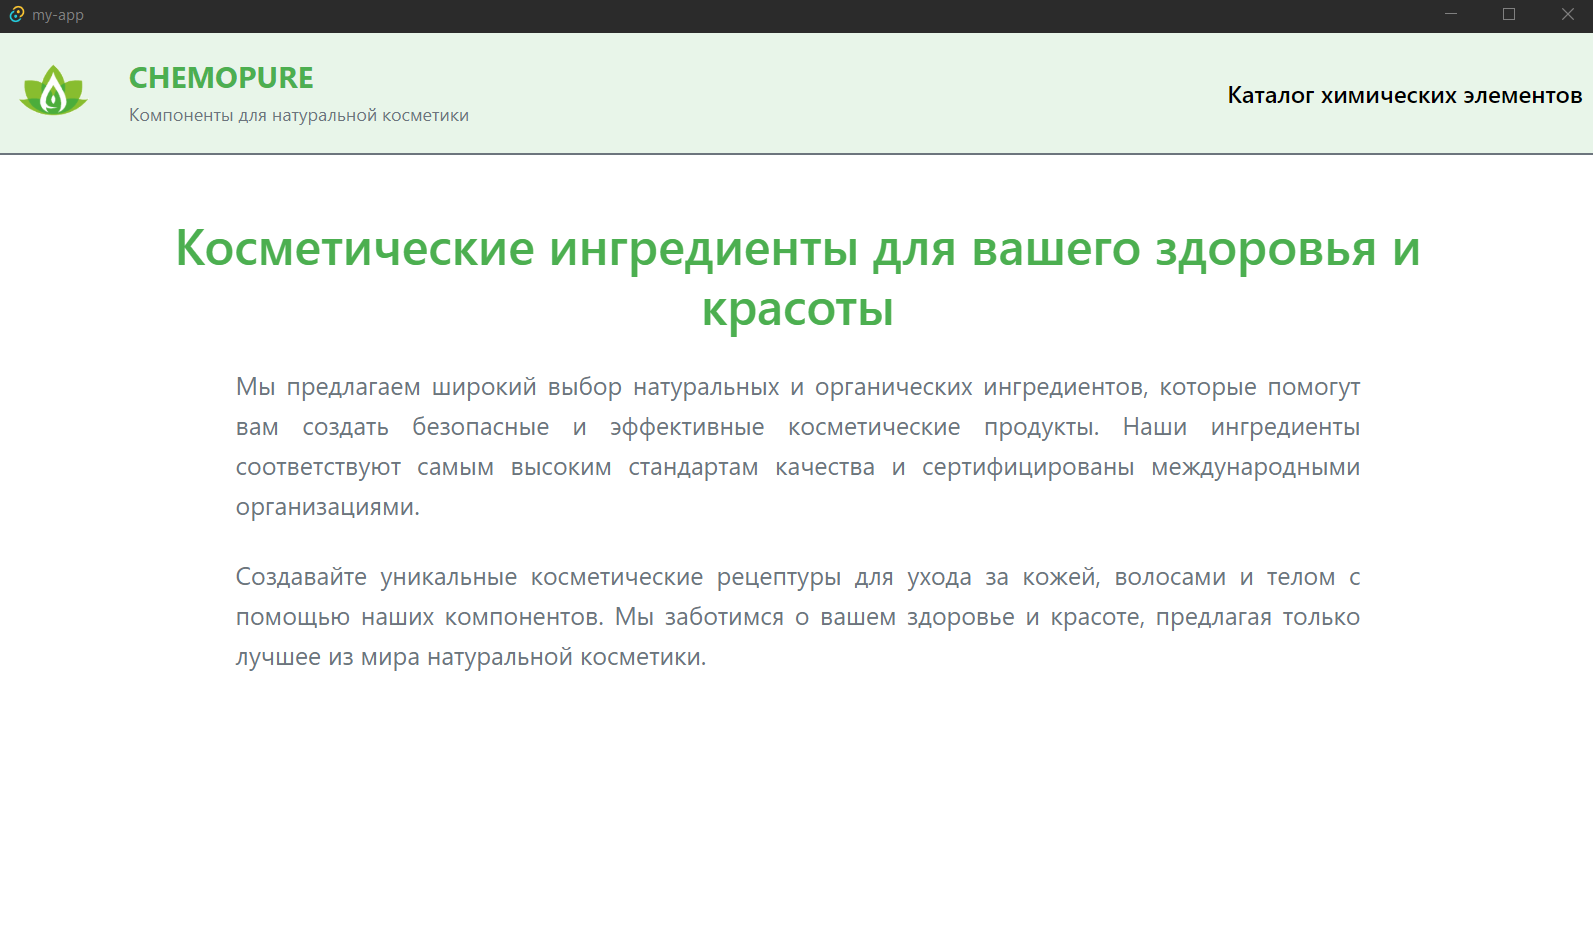 my-app
CHEMOPURE
Компоненты для натуральной косметики
Каталог химических элементов
Косметические ингредиенты для вашего здоровья и
красоты
Мы предлагаем широкий выбор натуральных и органических ингредиентов, которые помогут
вам создать безопасные и эффективные косметические продукты. Наши ингредиенты
соответствуют самым высоким стандартам качества и сертифицированы международными
организациями.
Создавайте уникальные косметические рецептуры для ухода за кожей, волосами и телом с
помощью наших компонентов. Мы заботимся о вашем здоровье и красоте, предлагая только
лучшее из мира натуральной косметики.